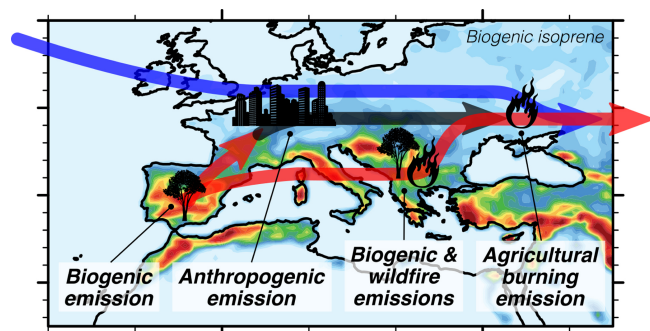 Biogenic isoprene
Biogenic
emission
Anthropogenic
emission
Biogenic &
wildfire
emissions
Agricultural
burning
emission